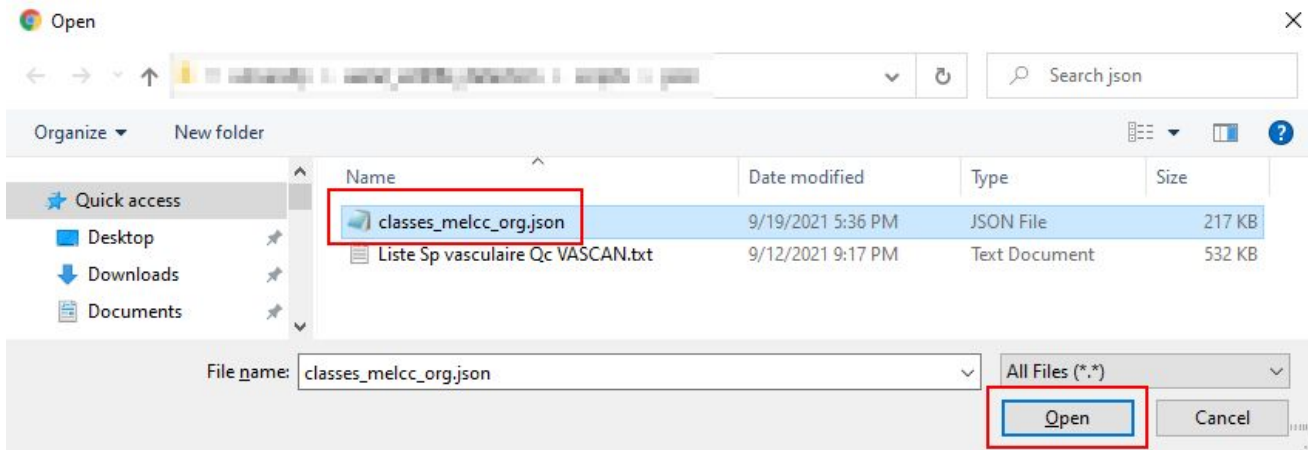 Open
Search json
Organize New folder
Name Date modified Type Size
Quick access
classes_melcc_org.json 9/19/2021 5:36 PM JSON File 217 KB
Desktop
Liste Sp vasculaire Qc VASCAN.txt 9/12/2021 9:17 PM Text Document 532 KB
Downloads
Documents
File name: classes_melcc_org.json All Files (*.*)
Open Cancel